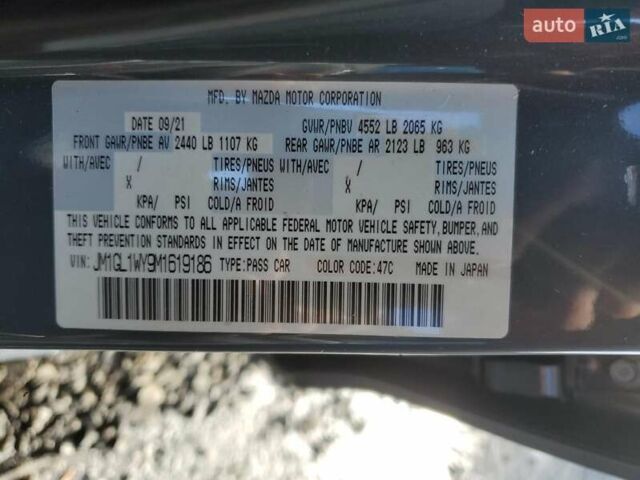 auto RIA
.com
MFD. BY MAZDA MOTOR CORPORATION
DATE 09/21 GVWR/PNBV 4552 LB 2065 KG
FRONT GAWR/PNBE AV 2440 LB 1107 KG REAR GAWR/PNBE AR 2123 LB 963 KG
WITH/AVEC / TIRES/PNEUS WITH/AVEC / TIRES/PNEUS
X RIMS/JANTES X RIMS/JANTES
KPA/ PSI COLD/A FROID KPA/ PSI COLD/A FROID
THIS VEHICLE CONFORMS TO ALL APPLICABLE FEDERAL MOTOR VEHICLE SAFETY, BUMPER, AND
THEFT PREVENTION STANDARDS IN EFFECT ON THE DATE OF MANUFACTURE SHOWN ABOVE.
VIN: JM1GL1WY9M1619186 TYPE:PASS CAR COLOR CODE:47C MADE IN JAPAN